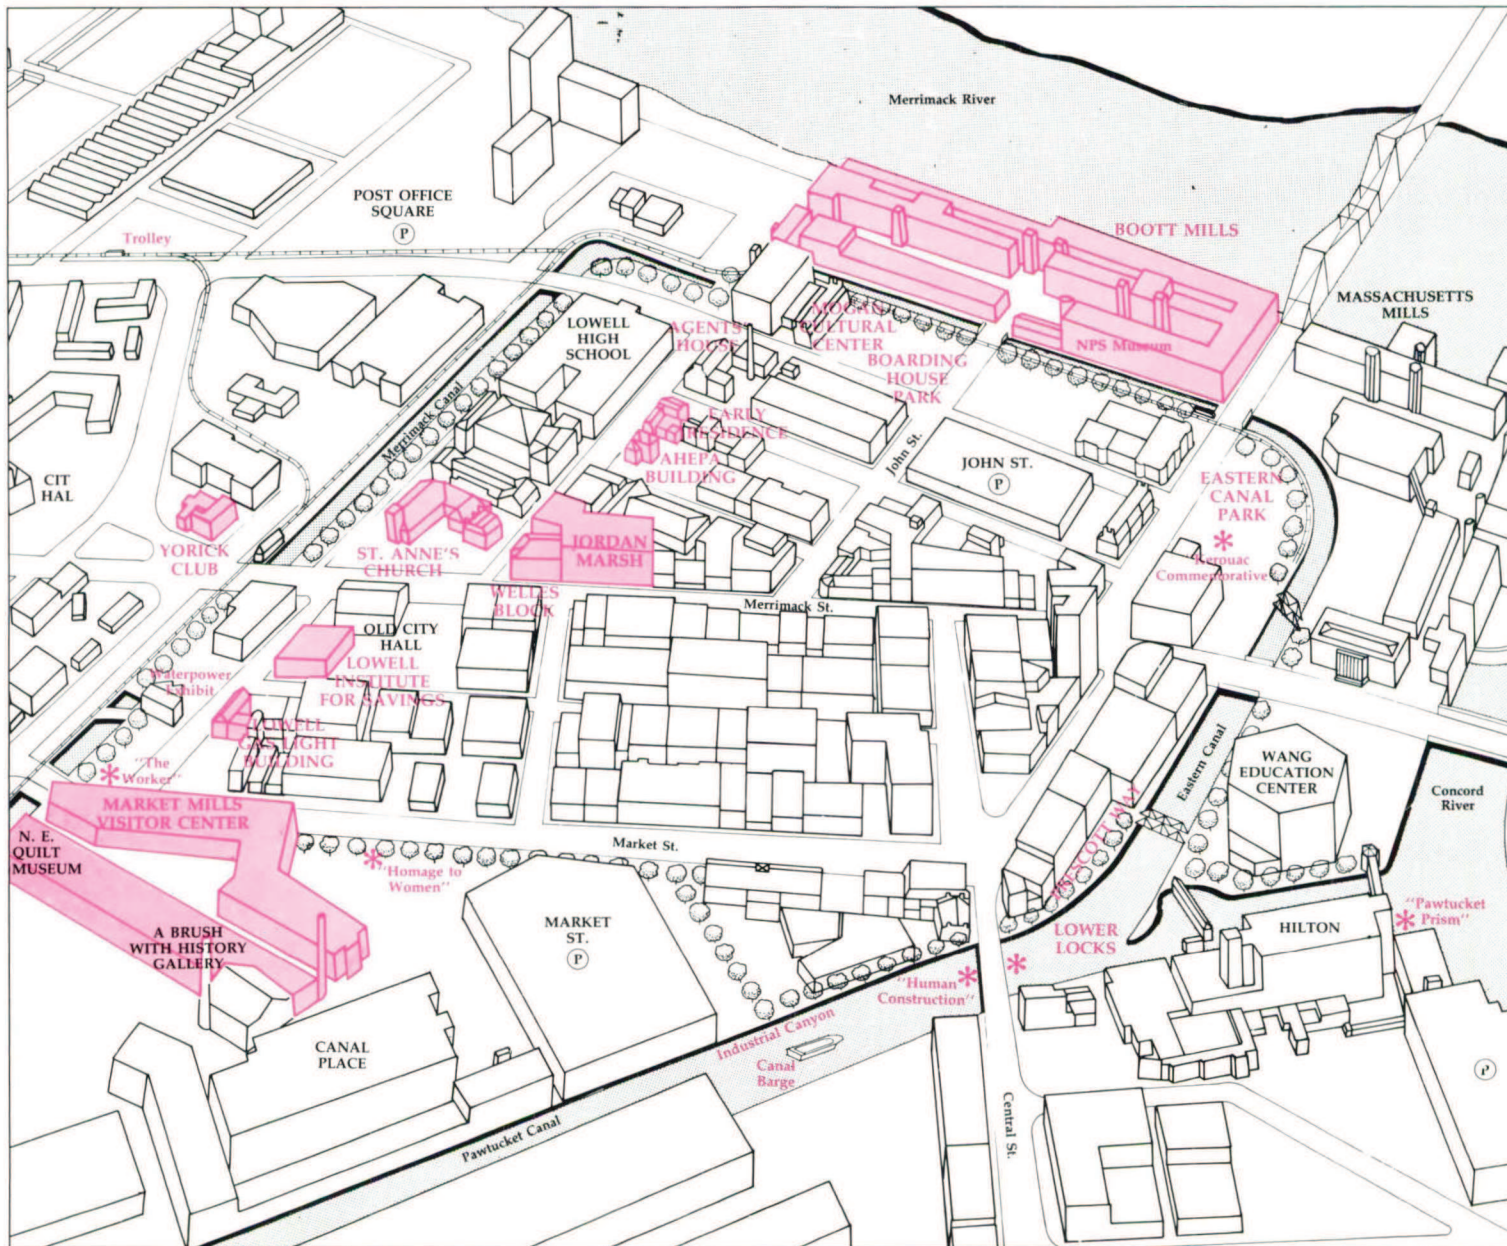 Merrimack River
POST OFFICE
SQUARE
P
Trolley
BOOTT MILLS
MASSACHUSETTS
MILLS
LOWELL
HIGH
SCHOOL
AGENTS'
HOUSE
MOGAN
CULTURAL
CENTER
NPS Museum
BOARDING
HOUSE
PARK
Merrimack Canal
EARLY
RESIDENCE
AHEPA
BUILDING
John St.
JOHN ST.
P
CIT
HAL
EASTERN
CANAL
PARK
Kerouac
Commemorative
YORICK
CLUB
ST. ANNE'S
CHURCH
JORDAN
MARSH
WELLES
BLOCK
Merrimack St.
OLD CITY
HALL
LOWELL
INSTITUTE
FOR SAVINGS
Waterpower
Exhibit
LOWELL
GAS LIGHT
BUILDING
"The
Worker"
MARKET MILLS
VISITOR CENTER
N. E.
QUILT
MUSEUM
Eastern Canal
WANG
EDUCATION
CENTER
Concord
River
Market St.
"Homage to
Women"
PRESCOTT WAY
A BRUSH
WITH HISTORY
GALLERY
MARKET
ST.
P
LOWER
LOCKS
HILTON
"Pawtucket
Prism"
"Human
Construction"
Industrial Canyon
Canal
Barge
CANAL
PLACE
P
Pawtucket Canal
Central St.